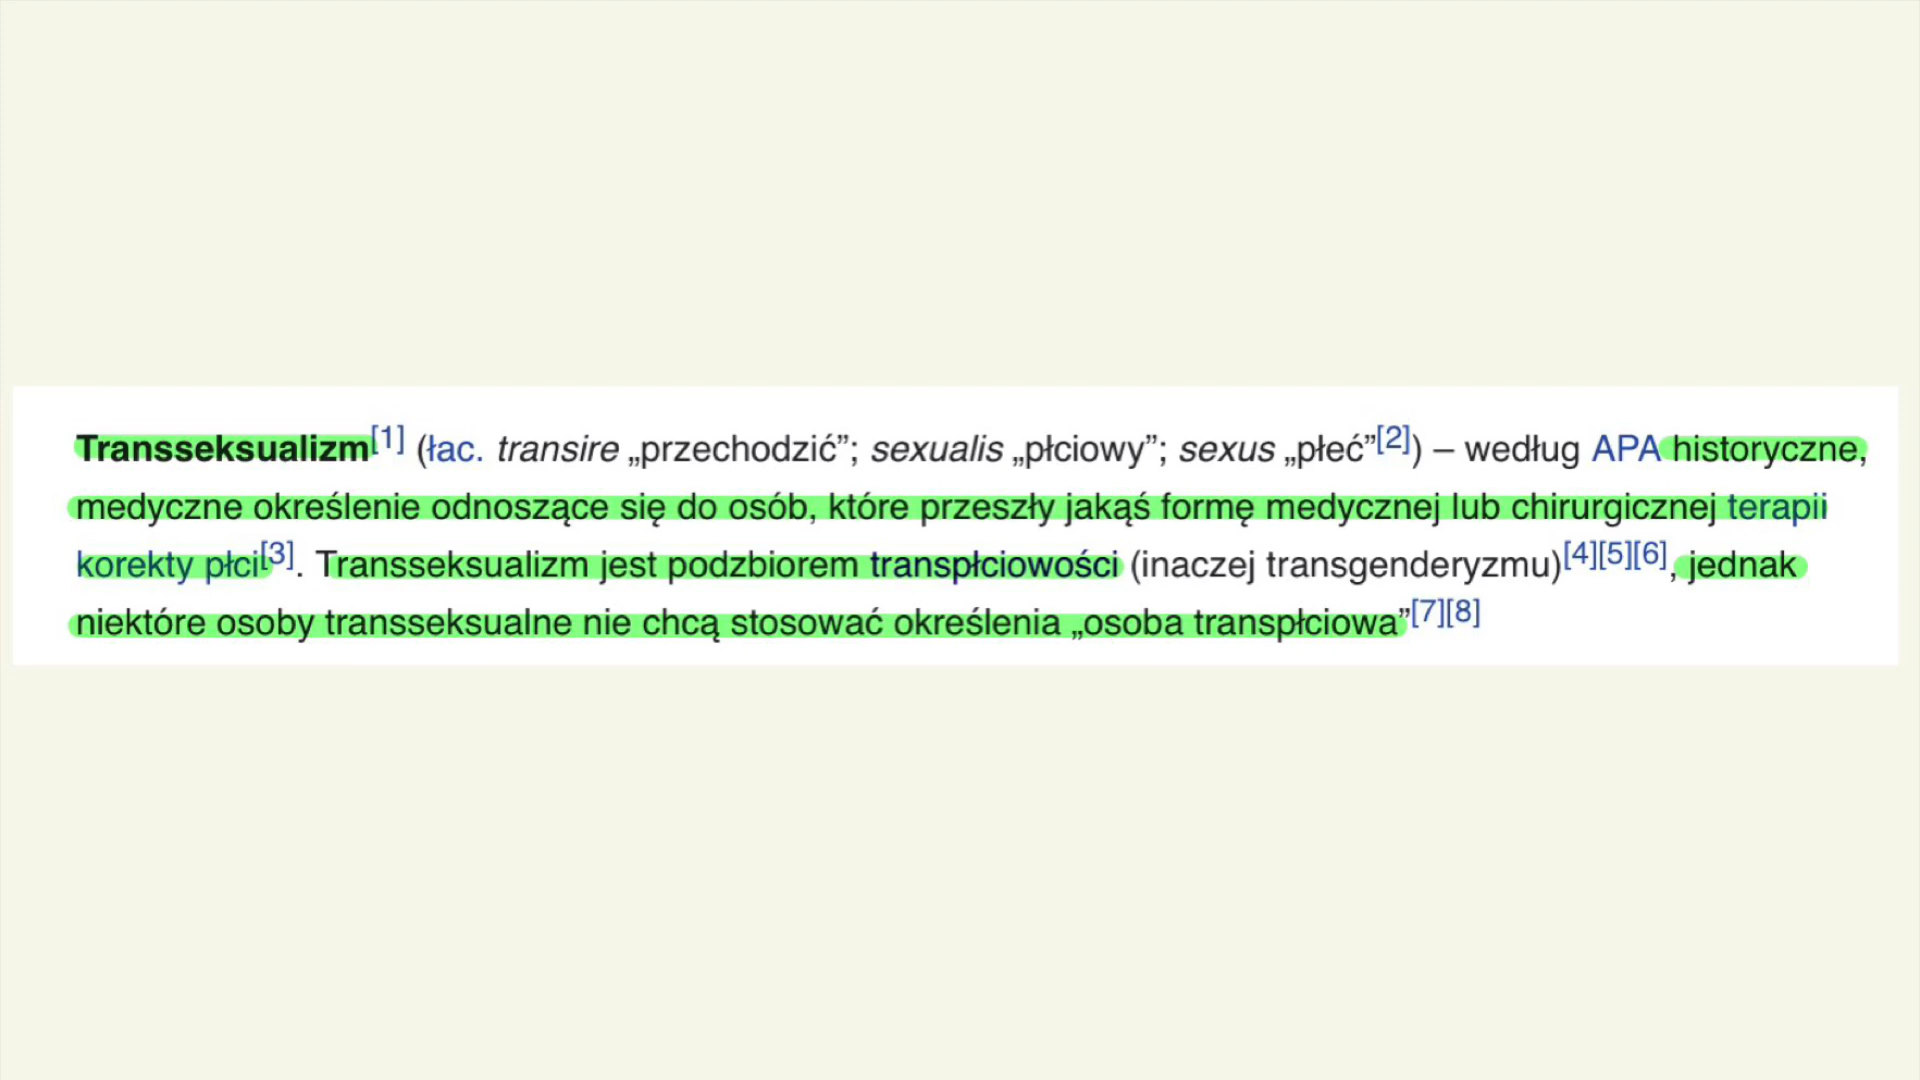 Transseksualizm[1] (łac. transire „przechodzić”; sexualis „płciowy”; sexus „płeć”[2]) – według APA historyczne,
medyczne określenie odnoszące się do osób, które przeszły jakąś formę medycznej lub chirurgicznej terapii
korekty płci[3]. Transseksualizm jest podzbiorem transpłciowości (inaczej transgenderyzmu)[4][5][6], jednak
niektóre osoby transseksualne nie chcą stosować określenia „osoba transpłciowa”[7][8]